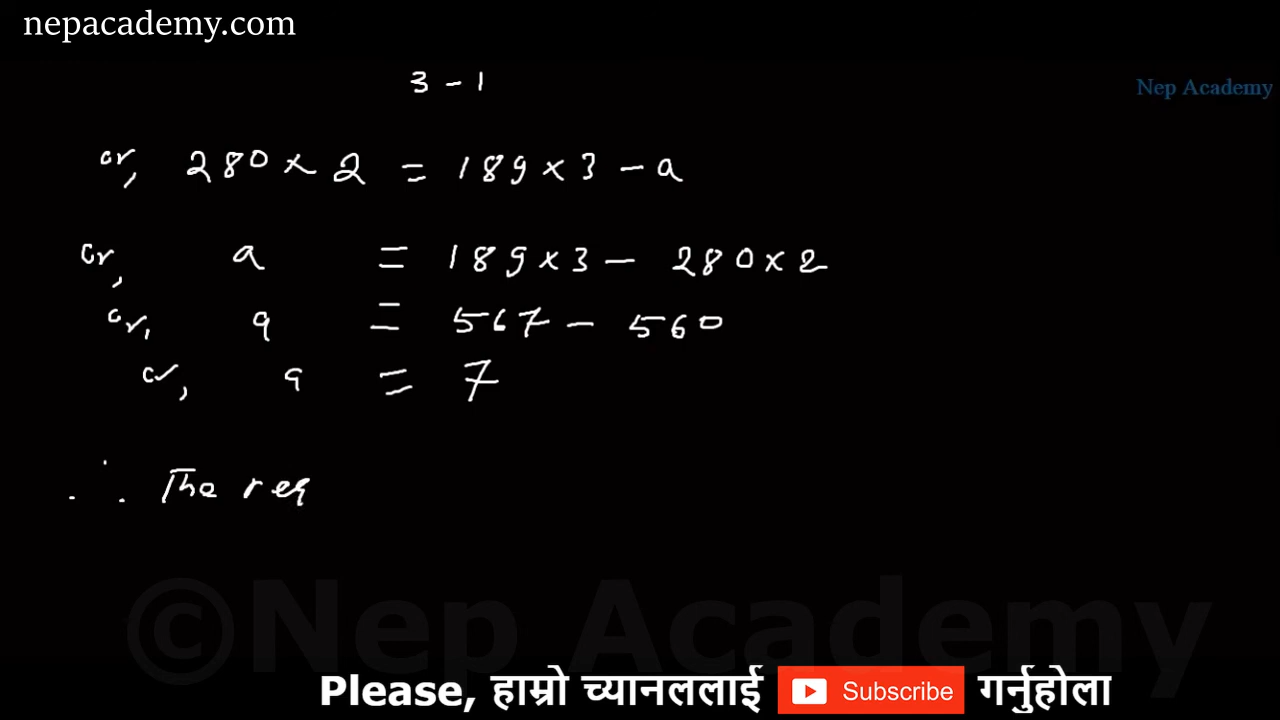 nepacademy.com
3 - 1
Nep Academy
or, 280 × 2 = 189 × 3 - a
or, a = 189 × 3 - 280 × 2
or, a = 567 - 560
or, a = 7
∴ The req
©Nep Academy
Please, हाम्रो च्यानललाई Subscribe गर्नुहोला